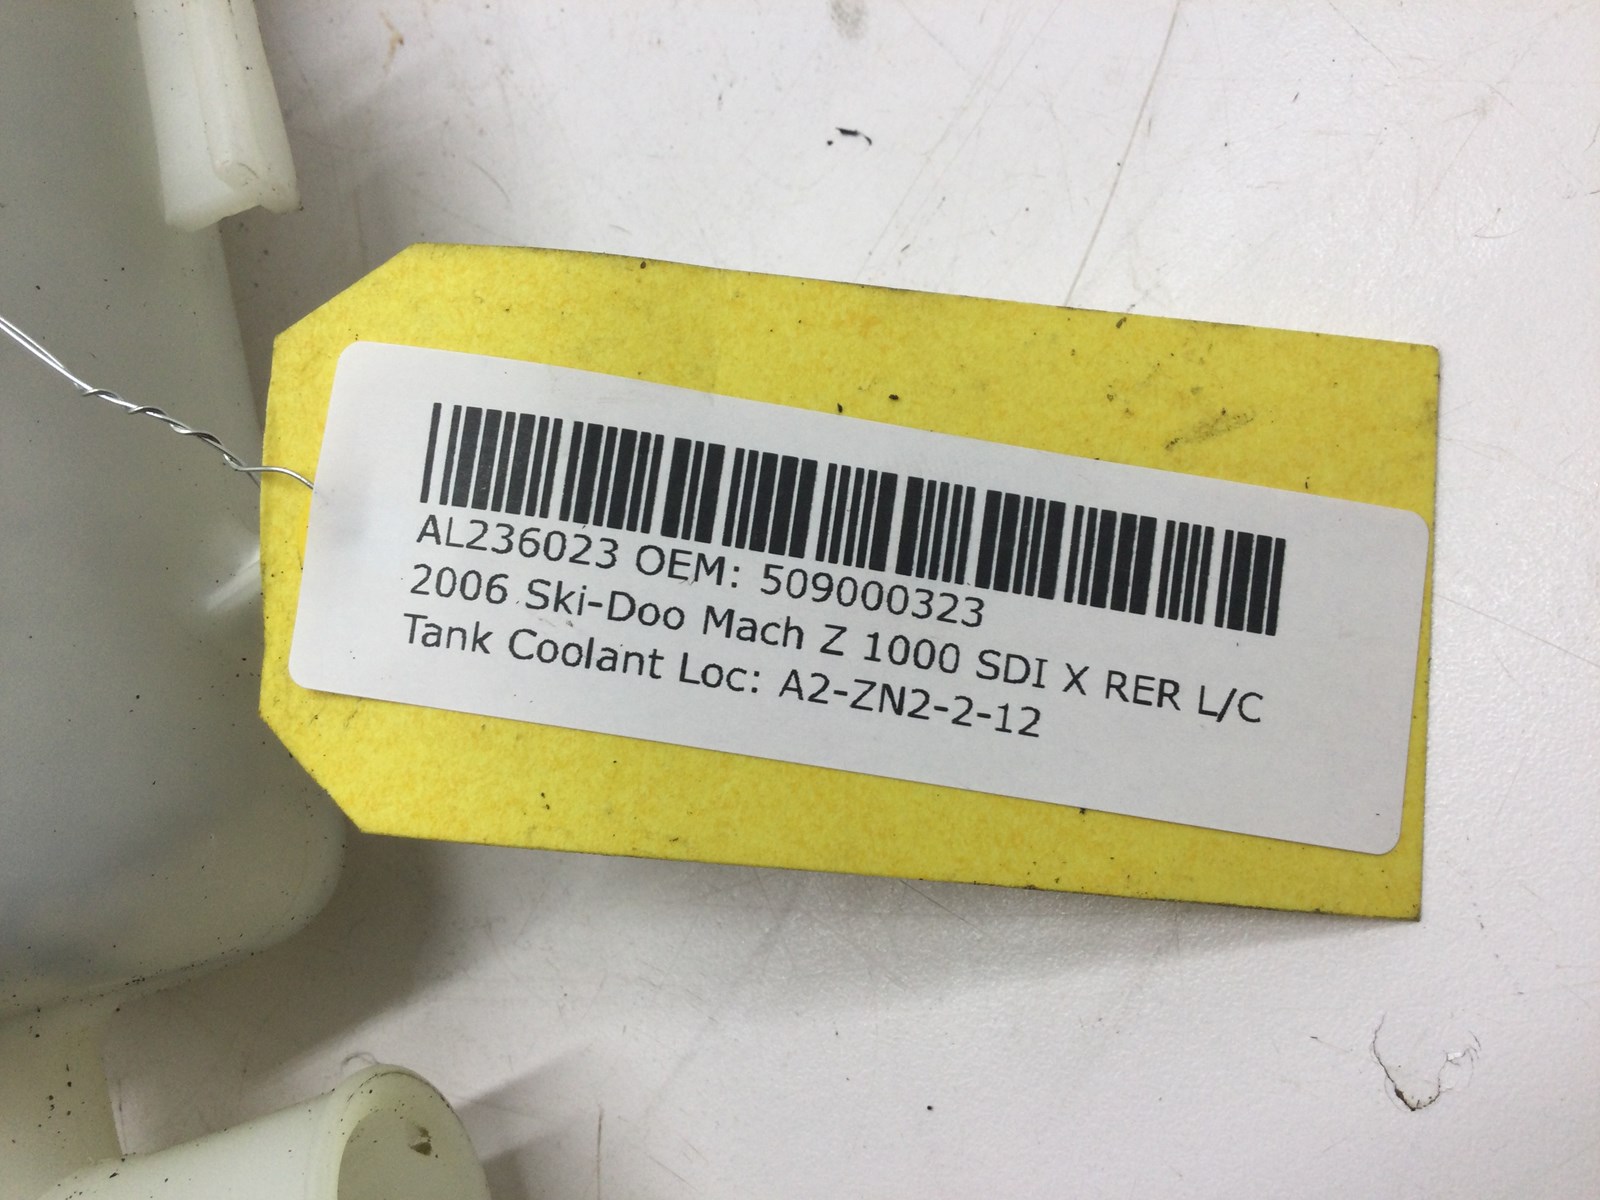 AL236023 OEM: 509000323
2006 Ski-Doo Mach Z 1000 SDI X RER L/C
Tank Coolant Loc: A2-ZN2-2-12